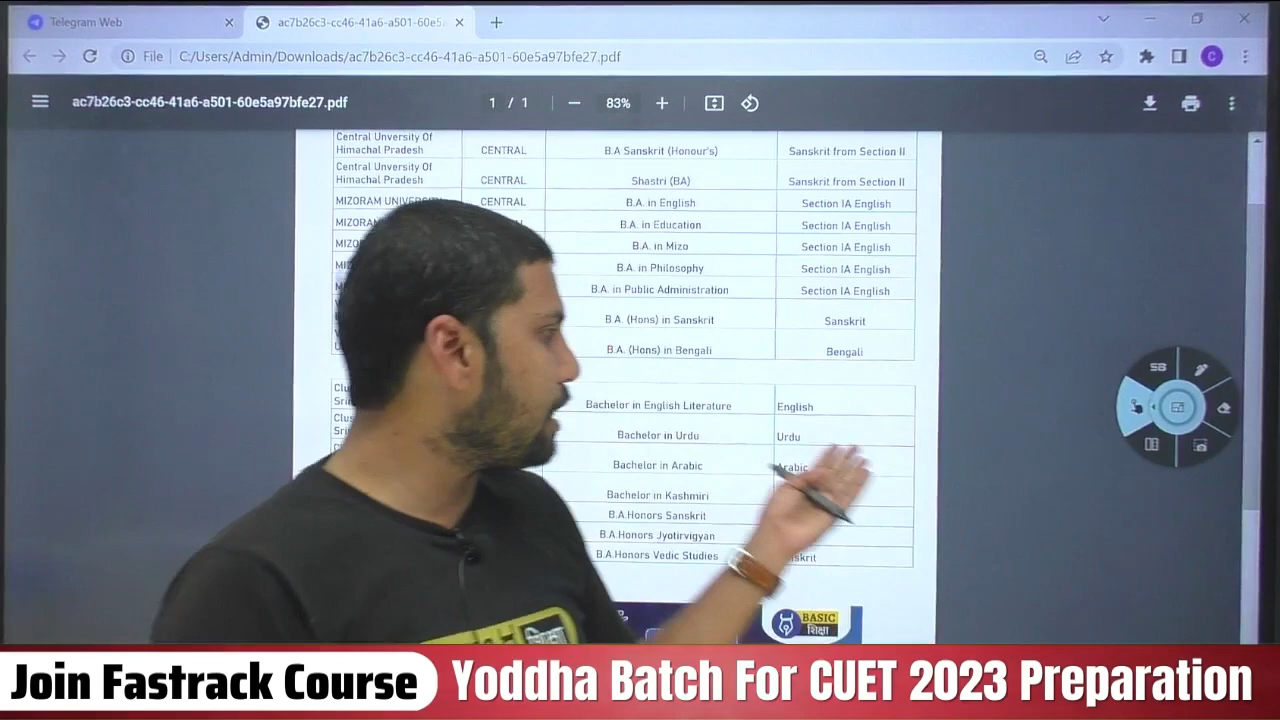 Telegram Web
ac7b26c3-cc46-41a6-a501-60e5
File
C:/Users/Admin/Downloads/ac7b26c3-cc46-41a6-a501-60e5a97bfe27.pdf
C
ac7b26c3-cc46-41a6-a501-60e5a97bfe27.pdf
1 / 1
83%
Central Unversity Of
Himachal Pradesh CENTRAL B.A Sanskrit (Honour's) Sanskrit from Section II
Central Unversity Of
Himachal Pradesh CENTRAL Shastri (BA) Sanskrit from Section II
MIZORAM CENTRAL B.A. in English Section IA English
B.A. in Education Section IA English
B.A. in Mizo Section IA English
B.A. in Philosophy Section IA English
B.A. in Public Administration Section IA English
B.A. (Hons) in Sanskrit Sanskrit
B.A. (Hons) in Bengali Bengali
Bachelor in English Literature English
Bachelor in Urdu Urdu
Bachelor in Arabic Arabic
Bachelor in Kashmiri
B.A.Honors Sanskrit
B.A.Honors Jyotirvigyan
B.A.Honors Vedic Studies
SB
BASIC
शिक्षा
Join Fastrack Course Yoddha Batch For CUET 2023 Preparation